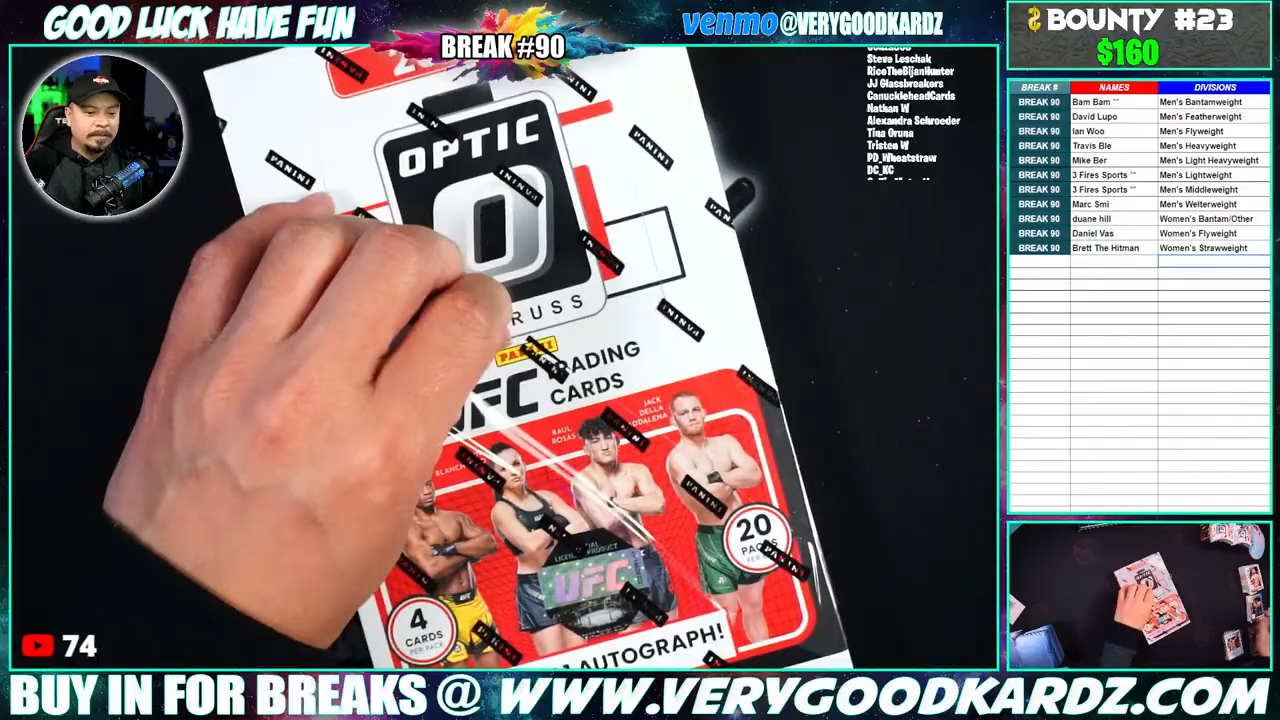 GOOD LUCK HAVE FUN
BREAK #90
venmo @VERYGOODKARDZ
BOUNTY #23
$160
Steve Leschak
RicoTheBijanHunter
JJ Glassbreakers
CanuckleheadCards
Nathan W
Alexandra Schroeder
Tina Oruna
Tristen W
PD_Wheatstraw
DC_KC
BREAK # NAMES DIVISIONS
BREAK 90 Bam Bam ** Men's Bantamweight
BREAK 90 David Lupo Men's Featherweight
BREAK 90 Ian Woo Men's Flyweight
BREAK 90 Travis Ble Men's Heavyweight
BREAK 90 Mike Ber Men's Light Heavyweight
BREAK 90 3 Fires Sports ** Men's Lightweight
BREAK 90 3 Fires Sports ** Men's Middleweight
BREAK 90 Marc Smi Men's Welterweight
BREAK 90 duane hill Women's Bantam/Other
BREAK 90 Daniel Vas Women's Flyweight
BREAK 90 Brett The Hitman Women's Strawweight
OPTIC
RUSS
PANINI
UFC
TRADING
CARDS
JACK
DELLA
MADDALENA
RAUL
ROSAS
BLANCH
20
PACKS
4
CARDS
PER PACK
UFC
AUTOGRAPH!
74
BUY IN FOR BREAKS @ WWW.VERYGOODKARDZ.COM